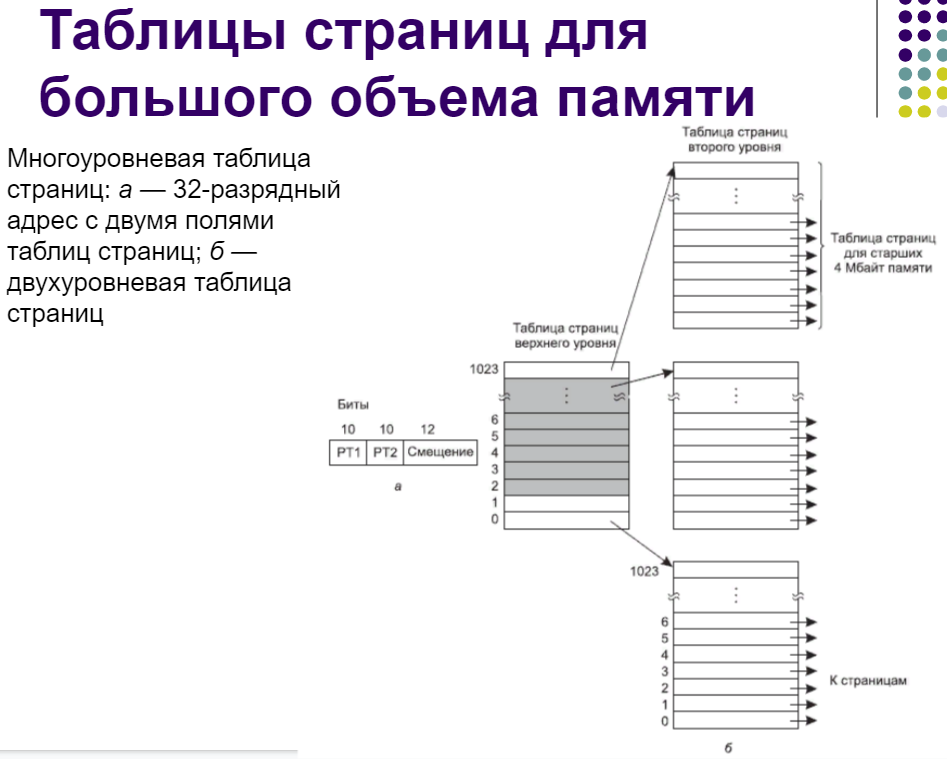 Таблицы страниц для
большого объема памяти
Многоуровневая таблица
страниц: а — 32-разрядный
адрес с двумя полями
таблиц страниц; б —
двухуровневая таблица
страниц
Таблица страниц
второго уровня
Таблица страниц
для старших
4 Мбайт памяти
Таблица страниц
верхнего уровня
1023
6
5
4
3
2
1
0
Биты
10 10 12
PT1 PT2 Смещение
а
1023
6
5
4
3
2
1
0
К страницам
б